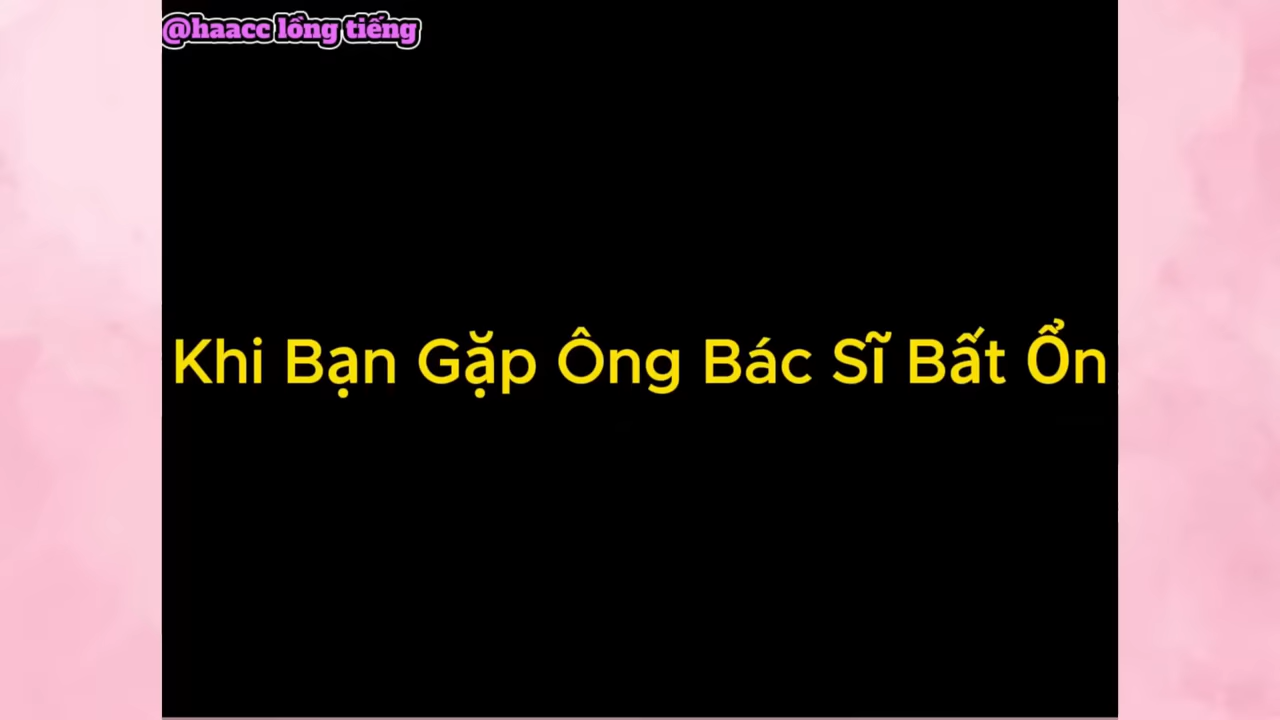 @haacc lồng tiếng
Khi Bạn Gặp Ông Bác Sĩ Bất Ổn